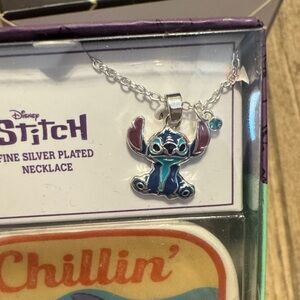 Disney
Stitch
FINE SILVER PLATED
NECKLACE
Chillin'